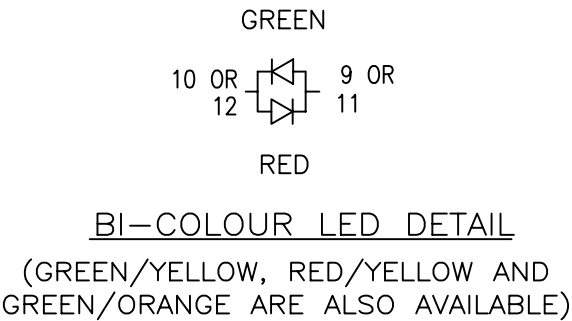 GREEN
10 OR
12
9 OR
11
RED
BI-COLOUR LED DETAIL
(GREEN/YELLOW, RED/YELLOW AND
GREEN/ORANGE ARE ALSO AVAILABLE)